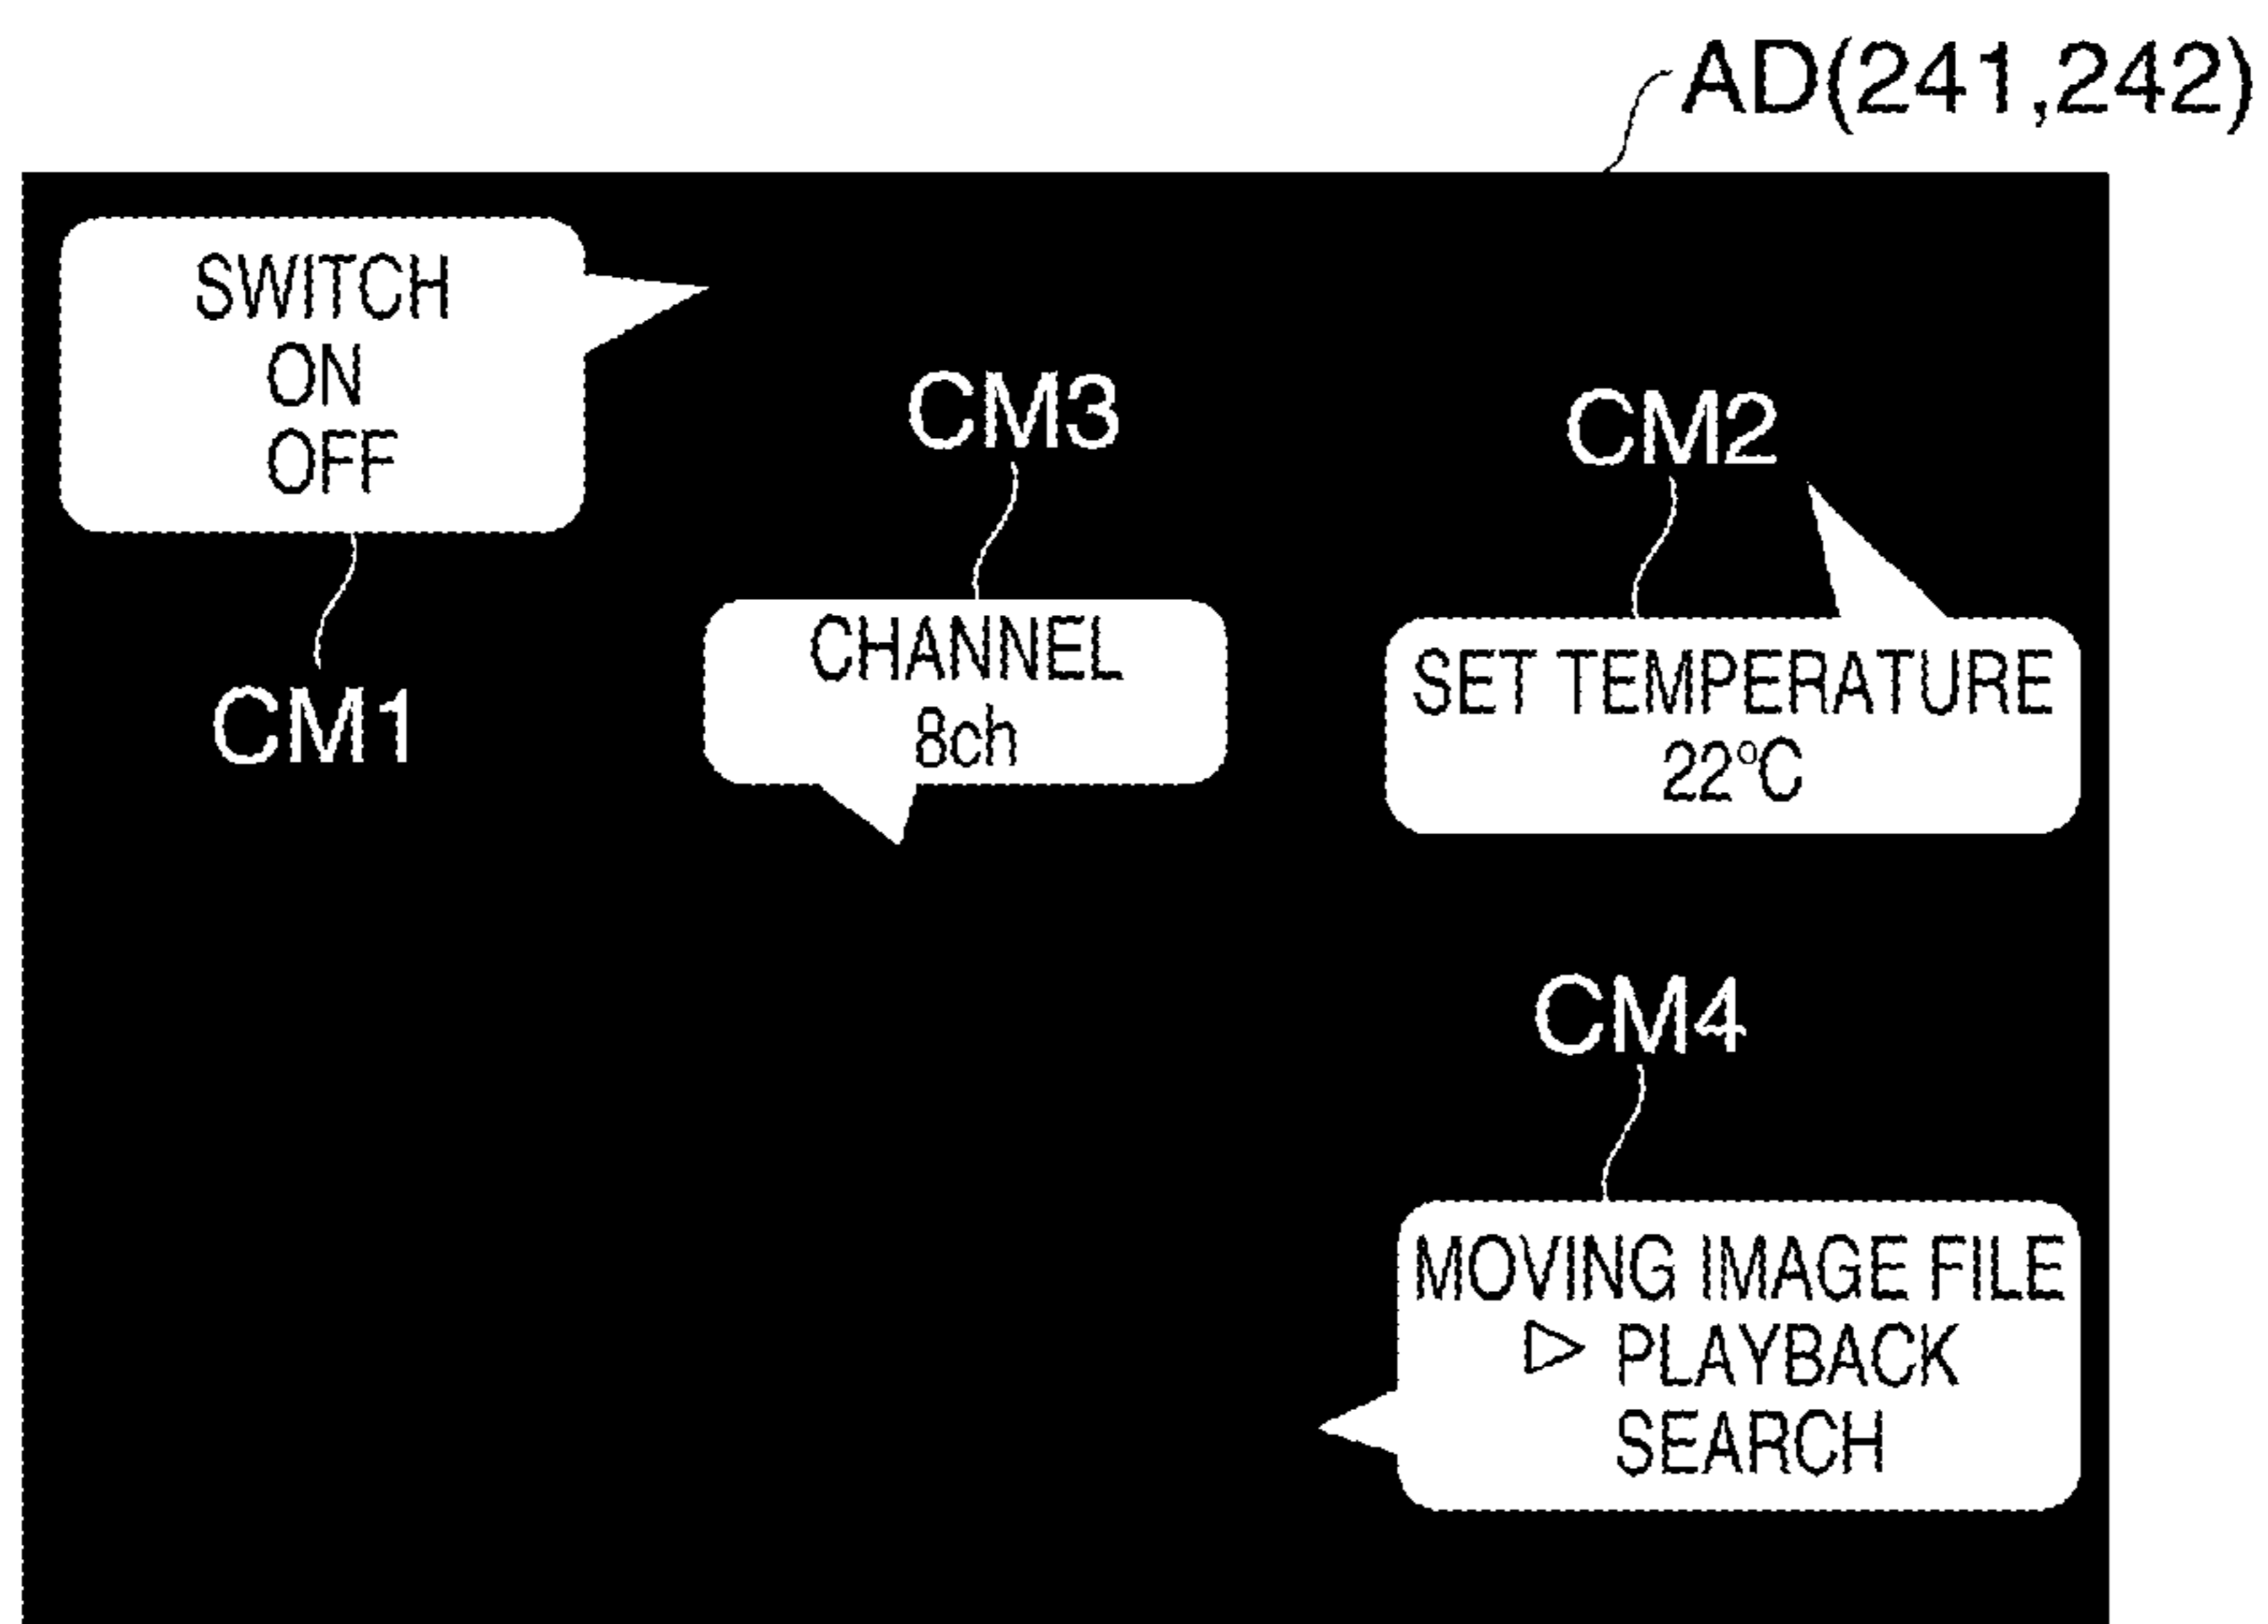 AD(241,242)
SWITCH
ON
OFF
CM1
CM3
CHANNEL
8ch
CM2
SET TEMPERATURE
22°C
CM4
MOVING IMAGE FILE
▷ PLAYBACK
SEARCH